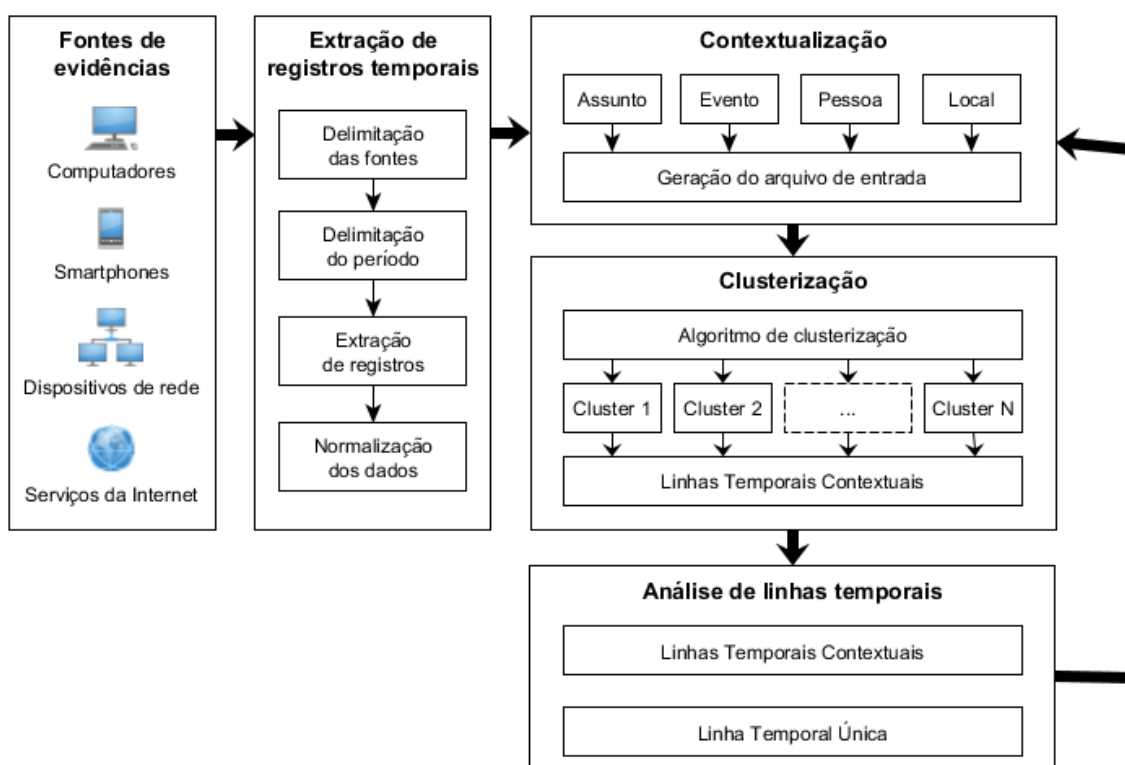 Fontes de
evidências
Computadores
Smartphones
Dispositivos de rede
Serviços da Internet
Extração de
registros temporais
Delimitação
das fontes
Delimitação
do período
Extração
de registros
Normalização
dos dados
Contextualização
Assunto
Evento
Pessoa
Local
Geração do arquivo de entrada
Clusterização
Algoritmo de clusterização
Cluster 1
Cluster 2
...
Cluster N
Linhas Temporais Contextuais
Análise de linhas temporais
Linhas Temporais Contextuais
Linha Temporal Única